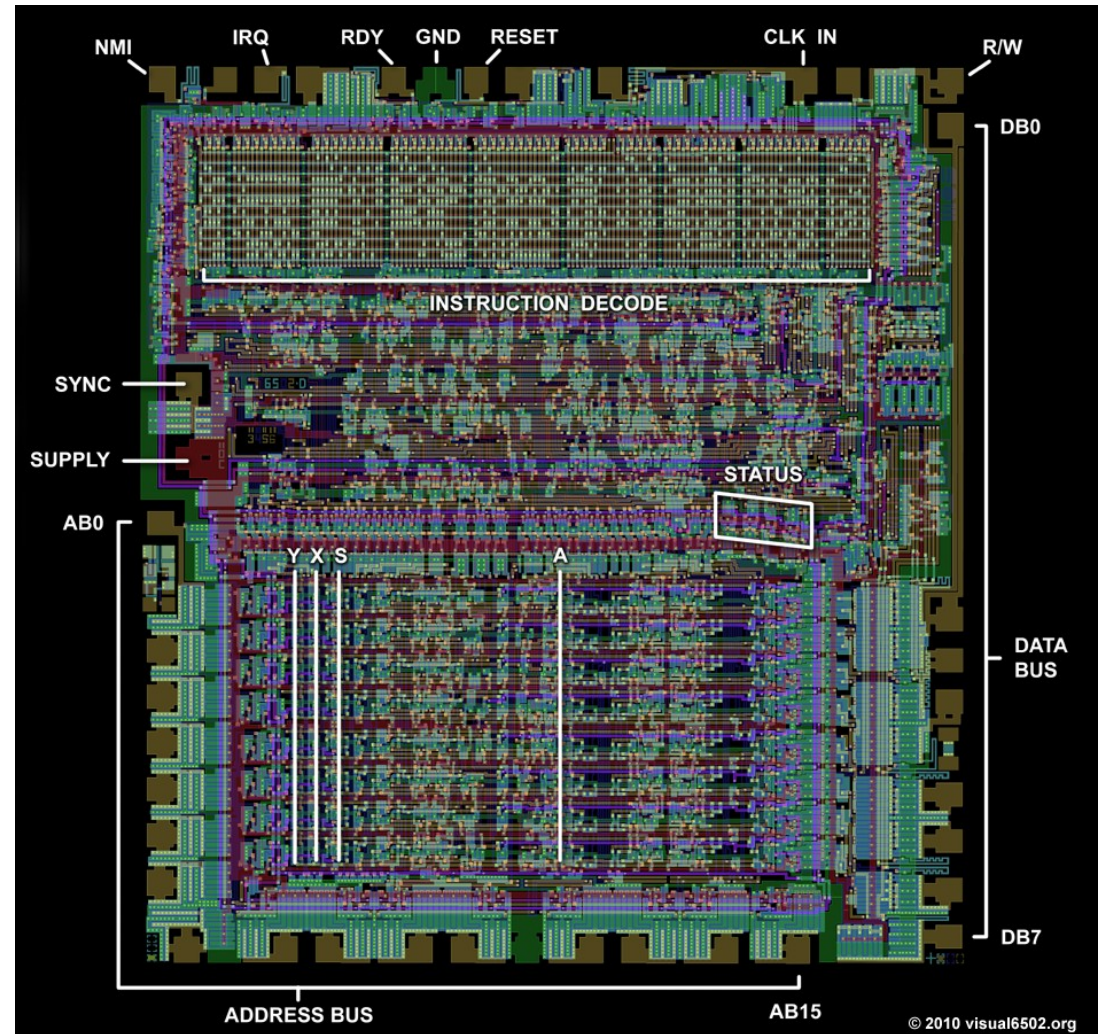 NMI
IRQ
RDY
GND
RESET
CLK IN
R/W
DB0
INSTRUCTION DECODE
SYNC
SUPPLY
STATUS
AB0
Y X S
A
DATA
BUS
DB7
ADDRESS BUS
AB15
© 2010 visual6502.org